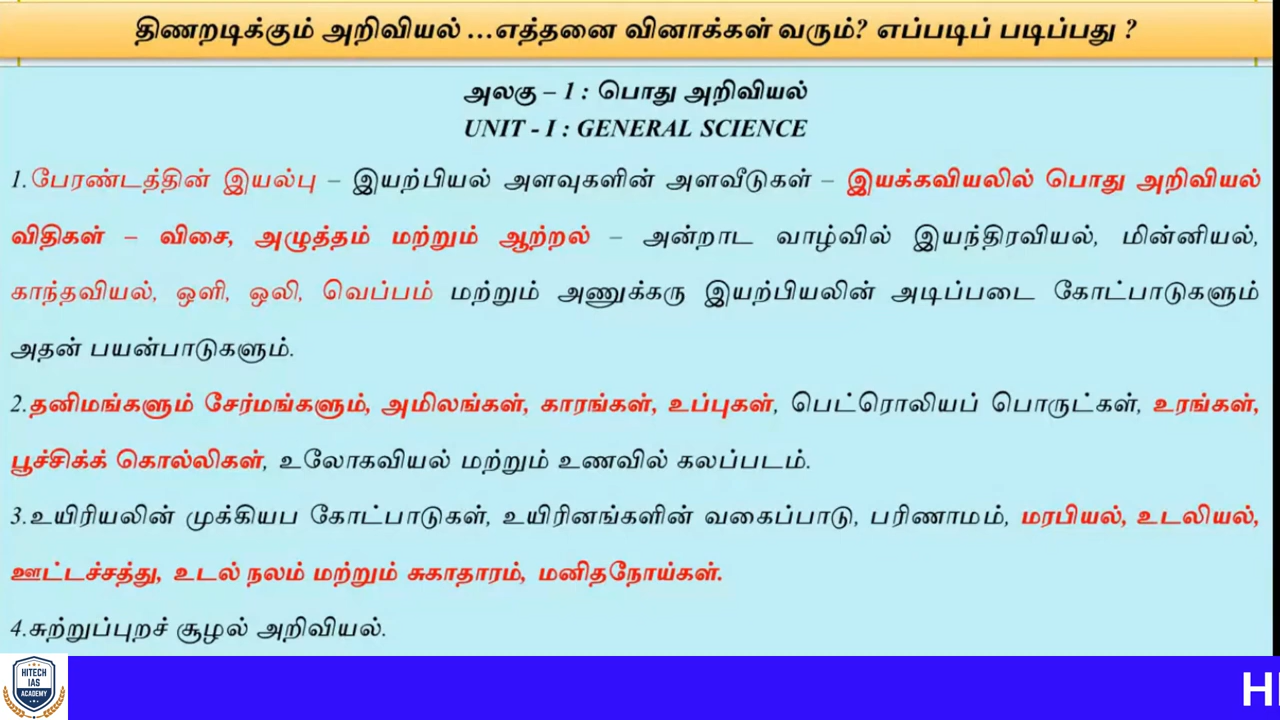 திணறடிக்கும் அறிவியல் ...எத்தனை வினாக்கள் வரும்? எப்படிப் படிப்பது ?
அலகு – 1 : பொது அறிவியல்
UNIT - I : GENERAL SCIENCE
1.பேரண்டத்தின் இயல்பு – இயற்பியல் அளவுகளின் அளவீடுகள் – இயக்கவியலில் பொது அறிவியல்
விதிகள் – விசை, அழுத்தம் மற்றும் ஆற்றல் – அன்றாட வாழ்வில் இயந்திரவியல், மின்னியல்,
காந்தவியல், ஒளி, ஒலி, வெப்பம் மற்றும் அணுக்கரு இயற்பியலின் அடிப்படை கோட்பாடுகளும்
அதன் பயன்பாடுகளும்.
2.தனிமங்களும் சேர்மங்களும், அமிலங்கள், காரங்கள், உப்புகள், பெட்ரொலியப் பொருட்கள், உரங்கள்,
பூச்சிக்க் கொல்லிகள், உலோகவியல் மற்றும் உணவில் கலப்படம்.
3.உயிரியலின் முக்கியப கோட்பாடுகள், உயிரினங்களின் வகைப்பாடு, பரிணாமம், மரபியல், உடலியல்,
ஊட்டச்சத்து, உடல் நலம் மற்றும் சுகாதாரம், மனிதநோய்கள்.
4.சுற்றுப்புறச் சூழல் அறிவியல்.
HITECH
IAS
ACADEMY